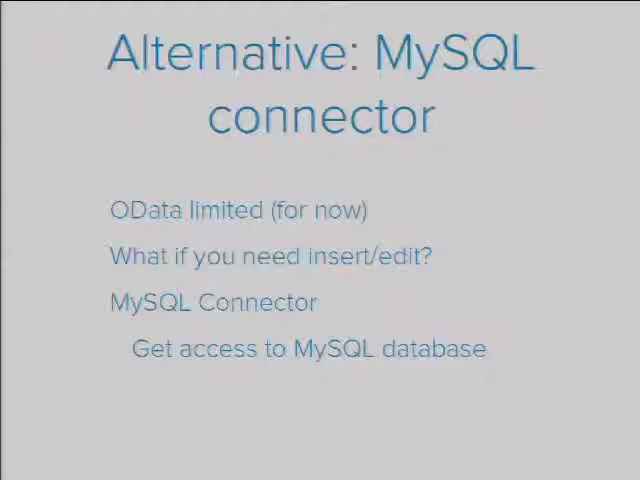 Alternative: MySQL
connector
OData limited (for now)
What if you need insert/edit?
MySQL Connector
Get access to MySQL database